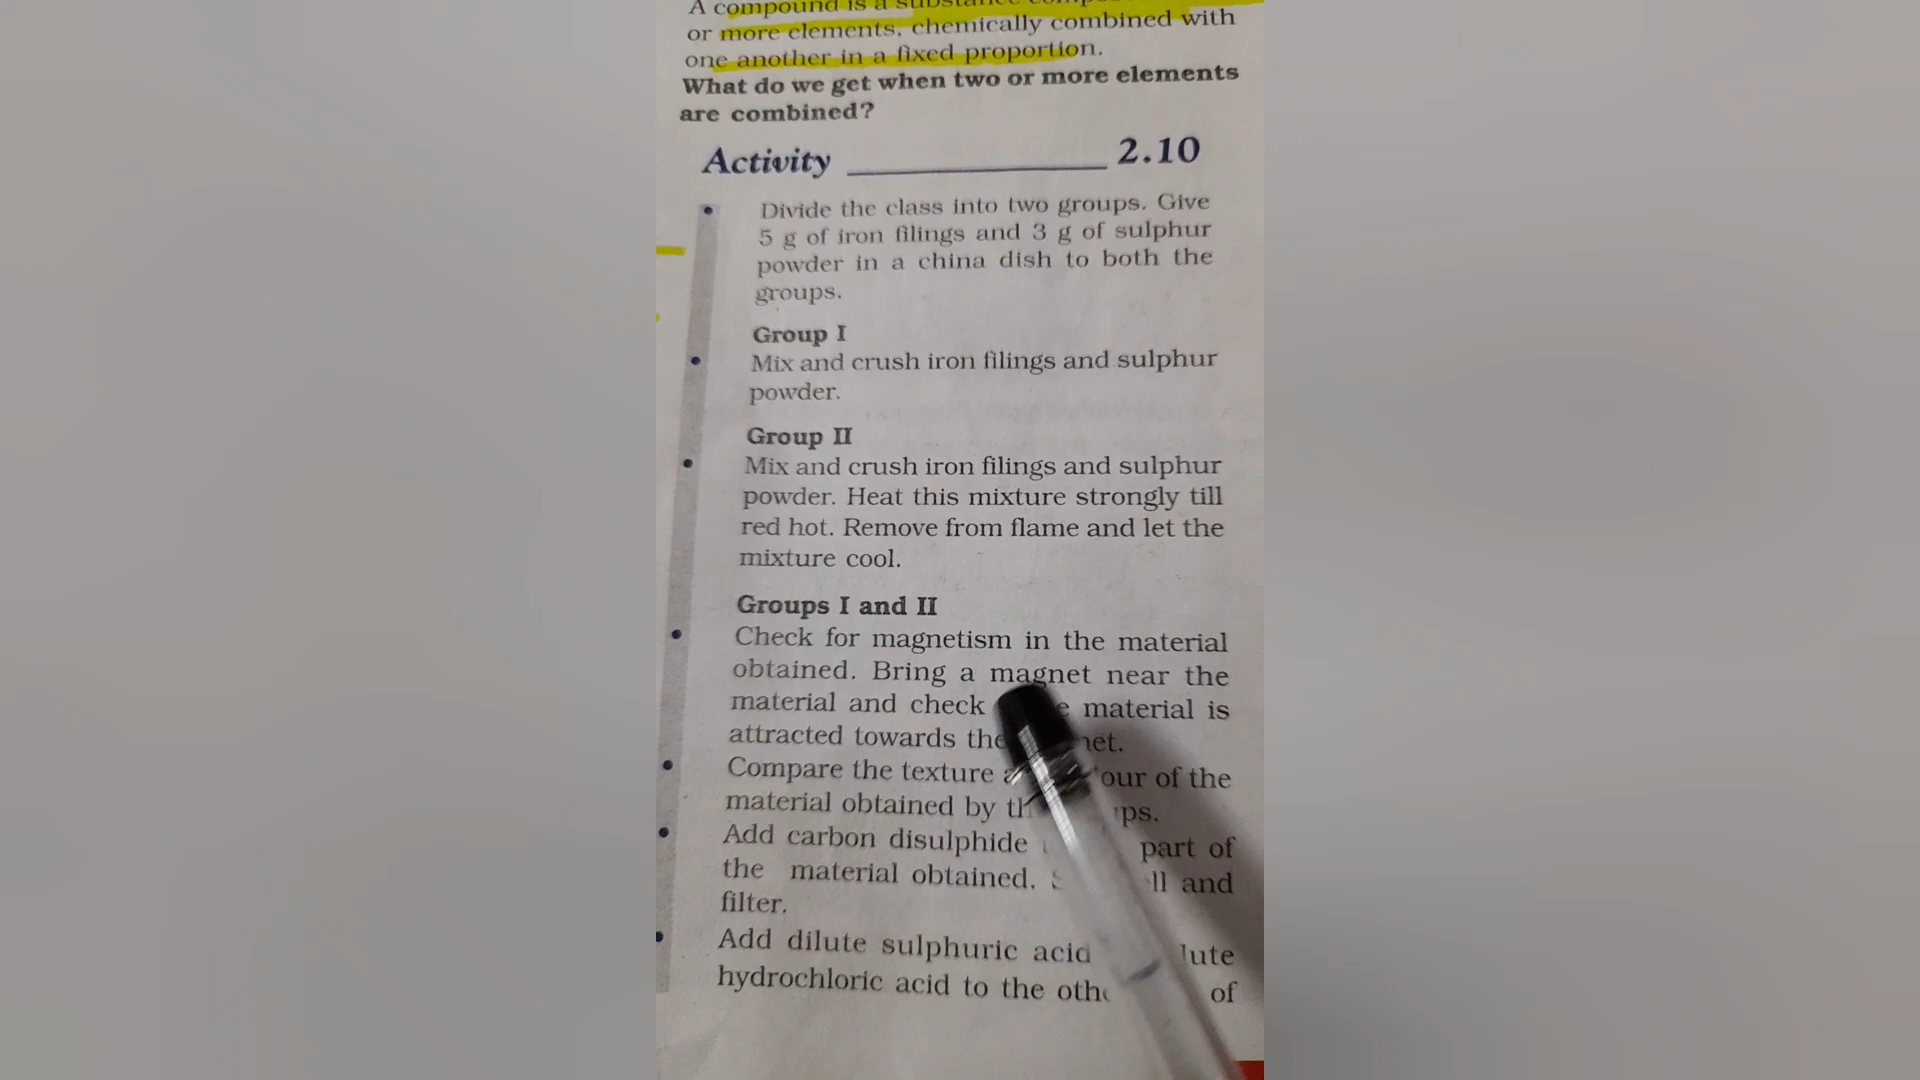 A compound is a substance
or more elements, chemically combined with
one another in a fixed proportion.
What do we get when two or more elements
are combined?
Activity 2.10
• Divide the class into two groups. Give
5 g of iron filings and 3 g of sulphur
powder in a china dish to both the
groups.
Group I
• Mix and crush iron filings and sulphur
powder.
Group II
• Mix and crush iron filings and sulphur
powder. Heat this mixture strongly till
red hot. Remove from flame and let the
mixture cool.
Groups I and II
• Check for magnetism in the material
obtained. Bring a magnet near the
material and check material is
attracted towards the
• Compare the texture of the
material obtained by
• Add carbon disulphide part of
the material obtained. and
filter.
• Add dilute sulphuric acid
hydrochloric acid to the of